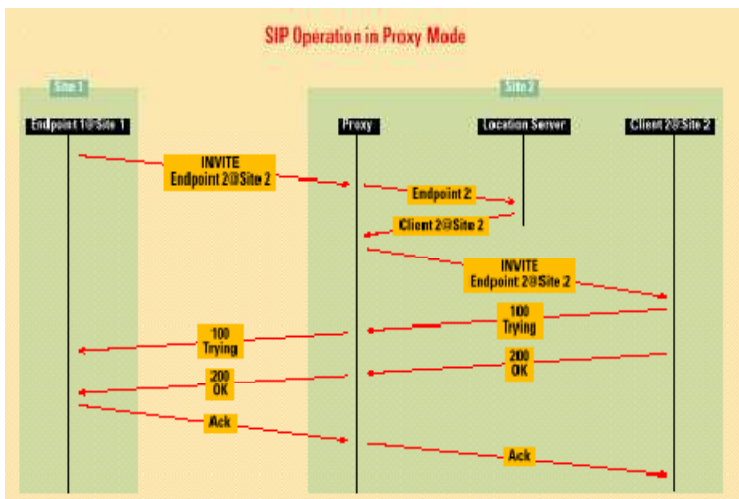 SIP Operation in Proxy Mode
Site 1
Site 2
Endpoint 1@Site 1
Proxy
Location Server
Client 2@Site 2
INVITE
Endpoint 2@Site 2
Endpoint 2
Client 2@Site 2
INVITE
Endpoint 2@Site 2
100
Trying
100
Trying
200
OK
200
OK
Ack
Ack